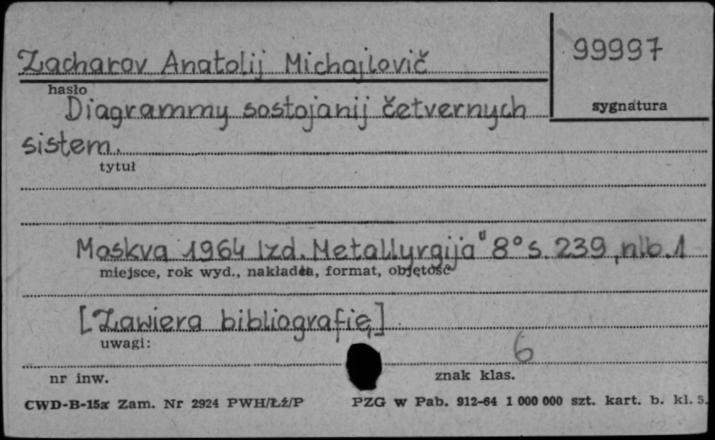 Zacharov Anatolij Michajlovič
99997
hasło
sygnatura
Diagrammy sostojanij četvernych
sistem.
tytuł
Moskva 1964 Izd. Metallurgija" 8° s. 239, nlb. 1
miejsce, rok wyd., nakładca, format, objętość
[Zawiera bibliografię]
uwagi:
6
nr inw.
znak klas.
CWD-B-15a Zam. Nr 2924 PWH/Łź/P PZG w Pab. 912-64 1 000 000 szt. kart. b. kl. 5.